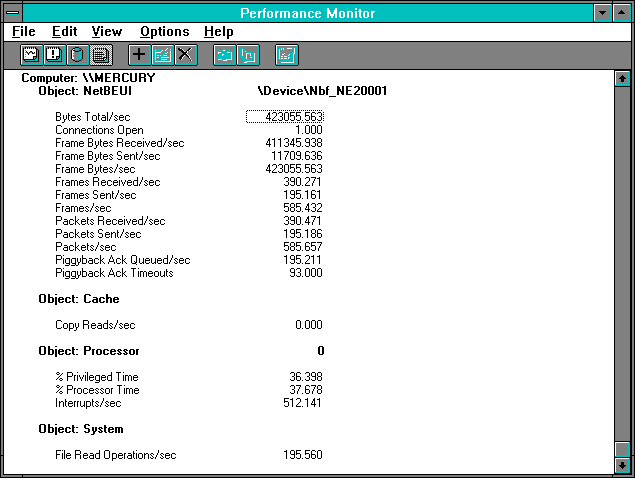 Performance Monitor
File Edit View Options Help
Computer: \\MERCURY
Object: NetBEUI \Device\Nbf_NE20001
Bytes Total/sec 423055.563
Connections Open 1.000
Frame Bytes Received/sec 411345.938
Frame Bytes Sent/sec 11709.636
Frame Bytes/sec 423055.563
Frames Received/sec 390.271
Frames Sent/sec 195.161
Frames/sec 585.432
Packets Received/sec 390.471
Packets Sent/sec 195.186
Packets/sec 585.657
Piggyback Ack Queued/sec 195.211
Piggyback Ack Timeouts 93.000
Object: Cache
Copy Reads/sec 0.000
Object: Processor 0
% Privileged Time 36.398
% Processor Time 37.678
Interrupts/sec 512.141
Object: System
File Read Operations/sec 195.560